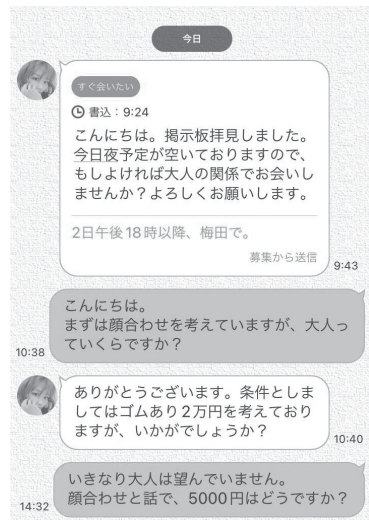 今日
すぐ会いたい
書込：9:24
こんにちは。掲示板拝見しました。
今日夜予定が空いておりますので、
もしよければ大人の関係でお会いし
ませんか？よろしくお願いします。
2日午後18時以降、梅田で。
募集から送信
9:43
こんにちは。
まずは顔合わせを考えていますが、大人っ
ていくらですか？
10:38
ありがとうございます。条件としま
してはゴムあり2万円を考えており
ますが、いかがでしょうか？
10:40
いきなり大人は望んでいません。
顔合わせと話で、5000円はどうですか？
14:32